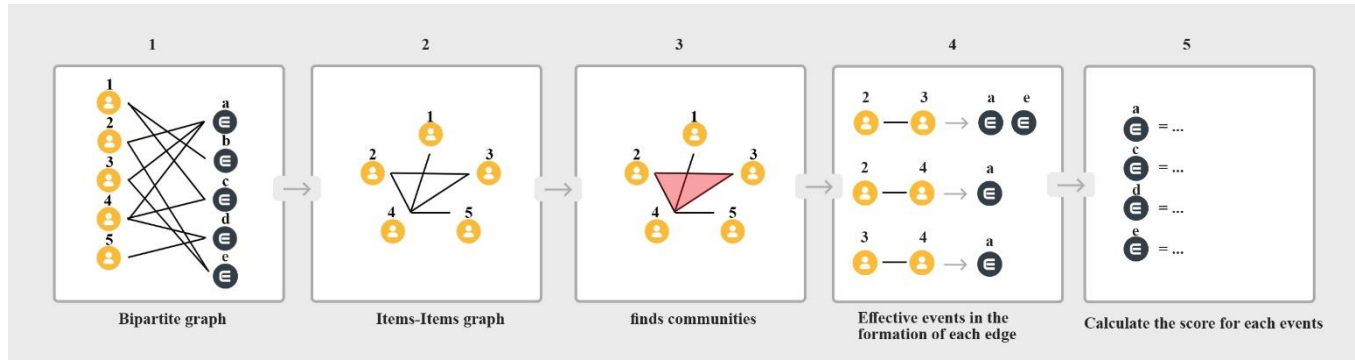 1
2
3
4
5
1
2
3
4
5
a
b
c
d
e
1
2
3
4
5
1
2
3
4
5
2 3 a e
2 4 a
3 4 a
a
= ...
c
= ...
d
= ...
e
= ...
Bipartite graph
Items-Items graph
finds communities
Effective events in the
formation of each edge
Calculate the score for each events